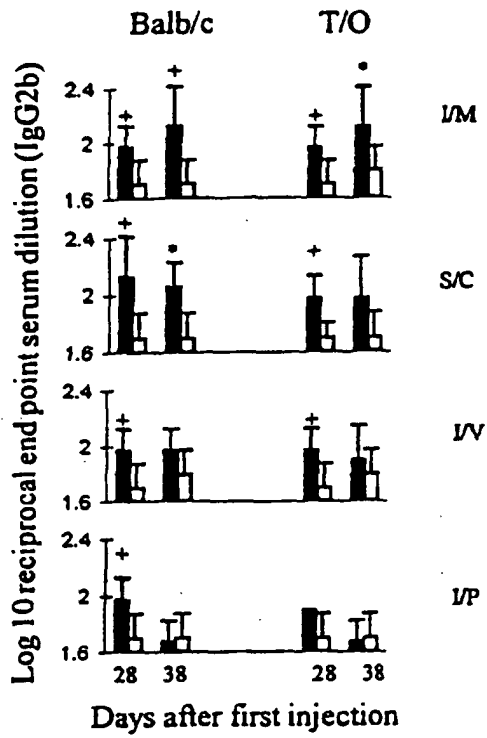 Balb/c T/O
Log 10 reciprocal end point serum dilution (IgG2b)
+ + + *
2.4
2
1.6
I/M
+ * +
2.4
2
1.6
S/C
+ +
2.4
2
1.6
I/V
+
2.4
2
1.6
I/P
28 38 28 38
Days after first injection